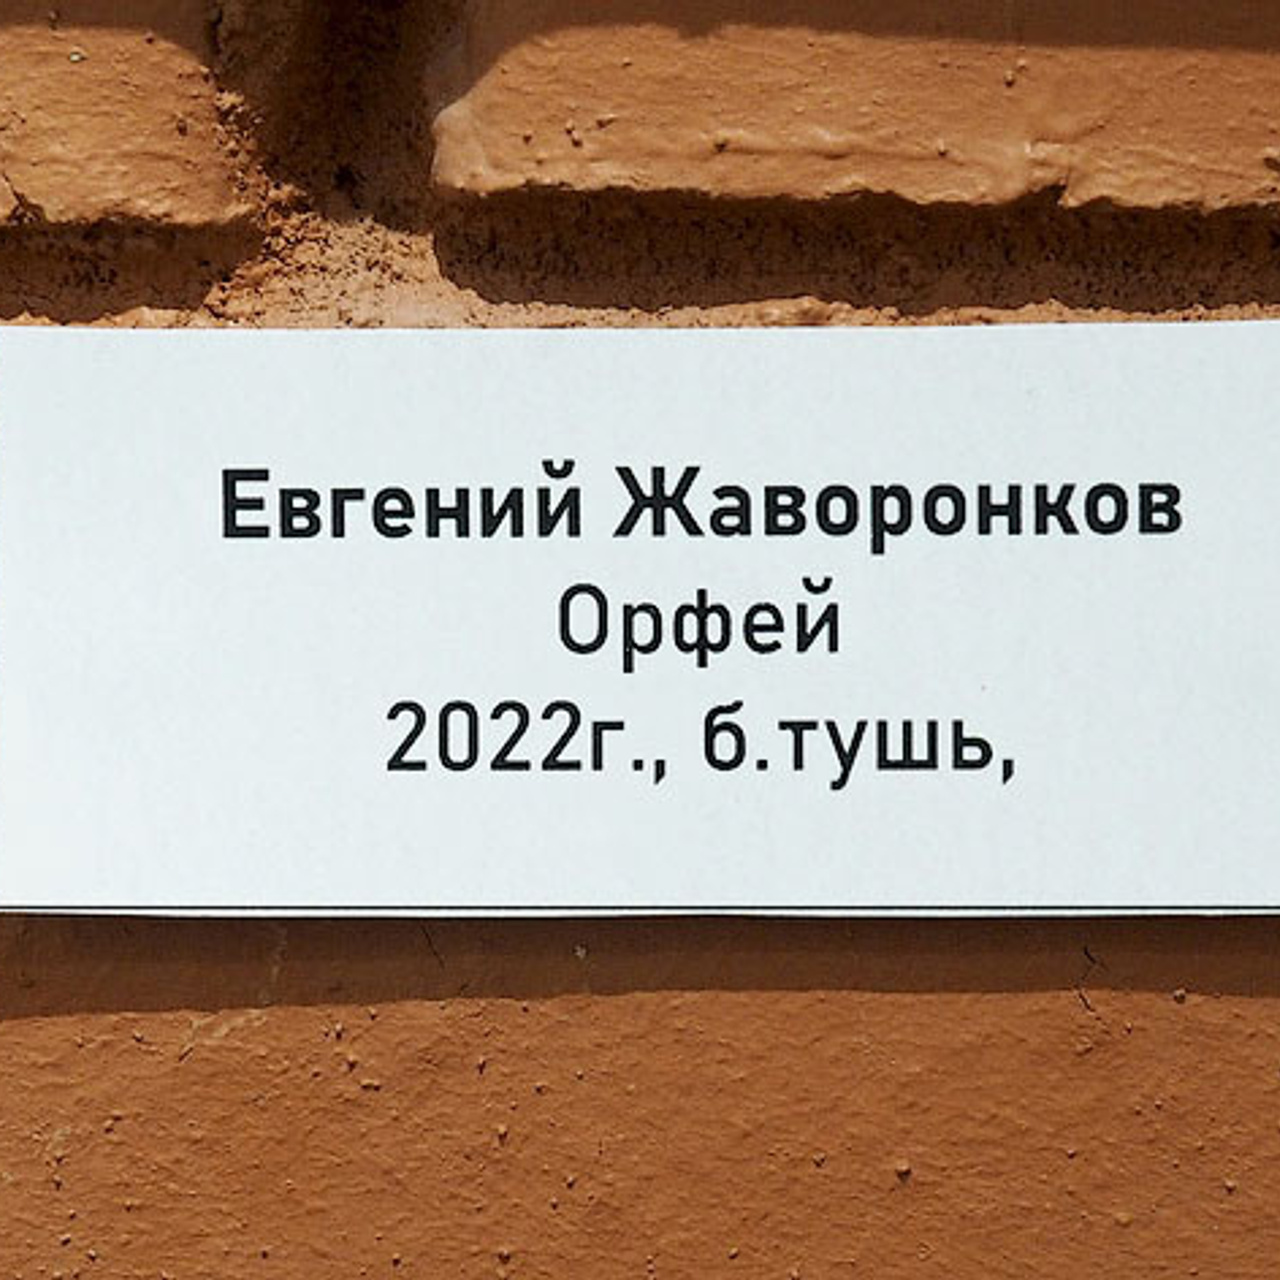 Евгений Жаворонков
Орфей
2022г., б.тушь,